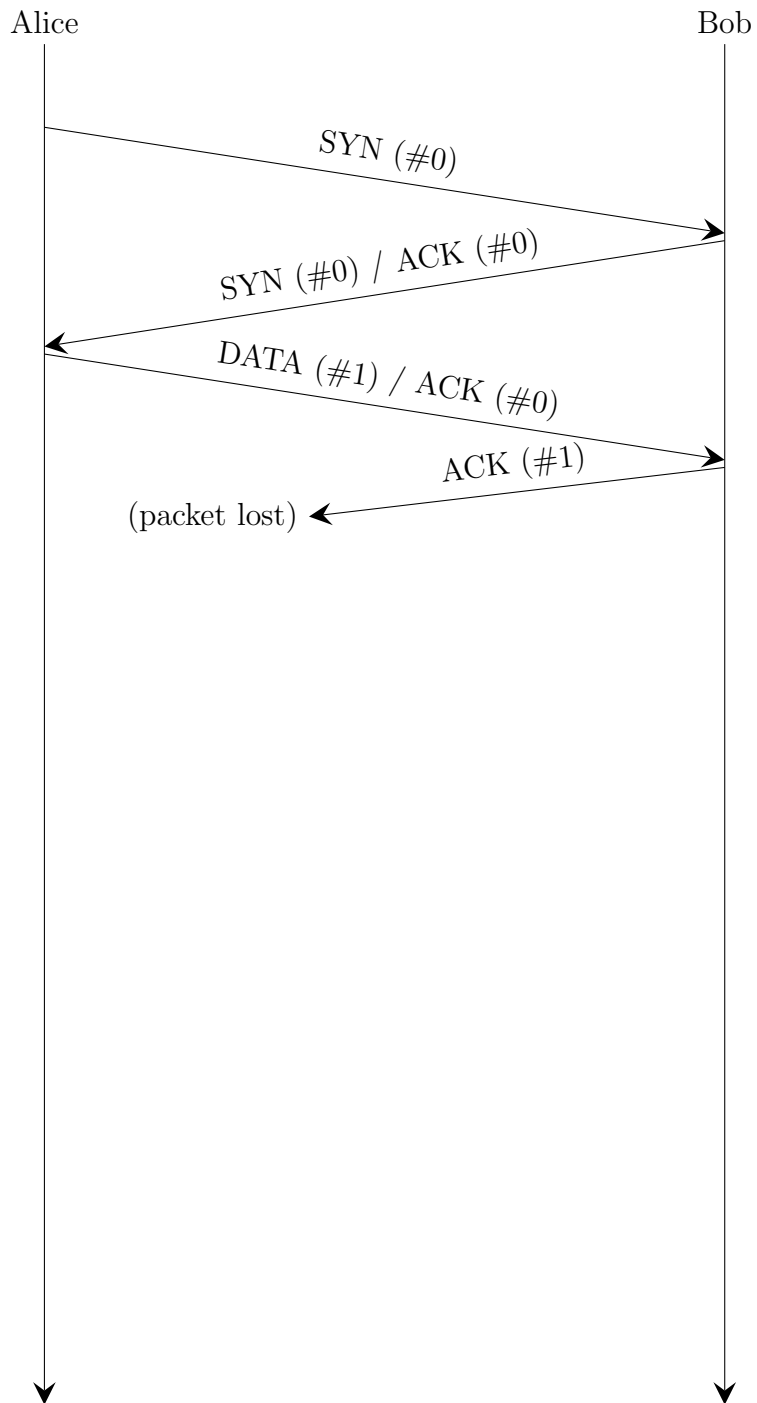 Alice
Bob
SYN (#0)
SYN (#0) / ACK (#0)
DATA (#1) / ACK (#0)
ACK (#1)
(packet lost)